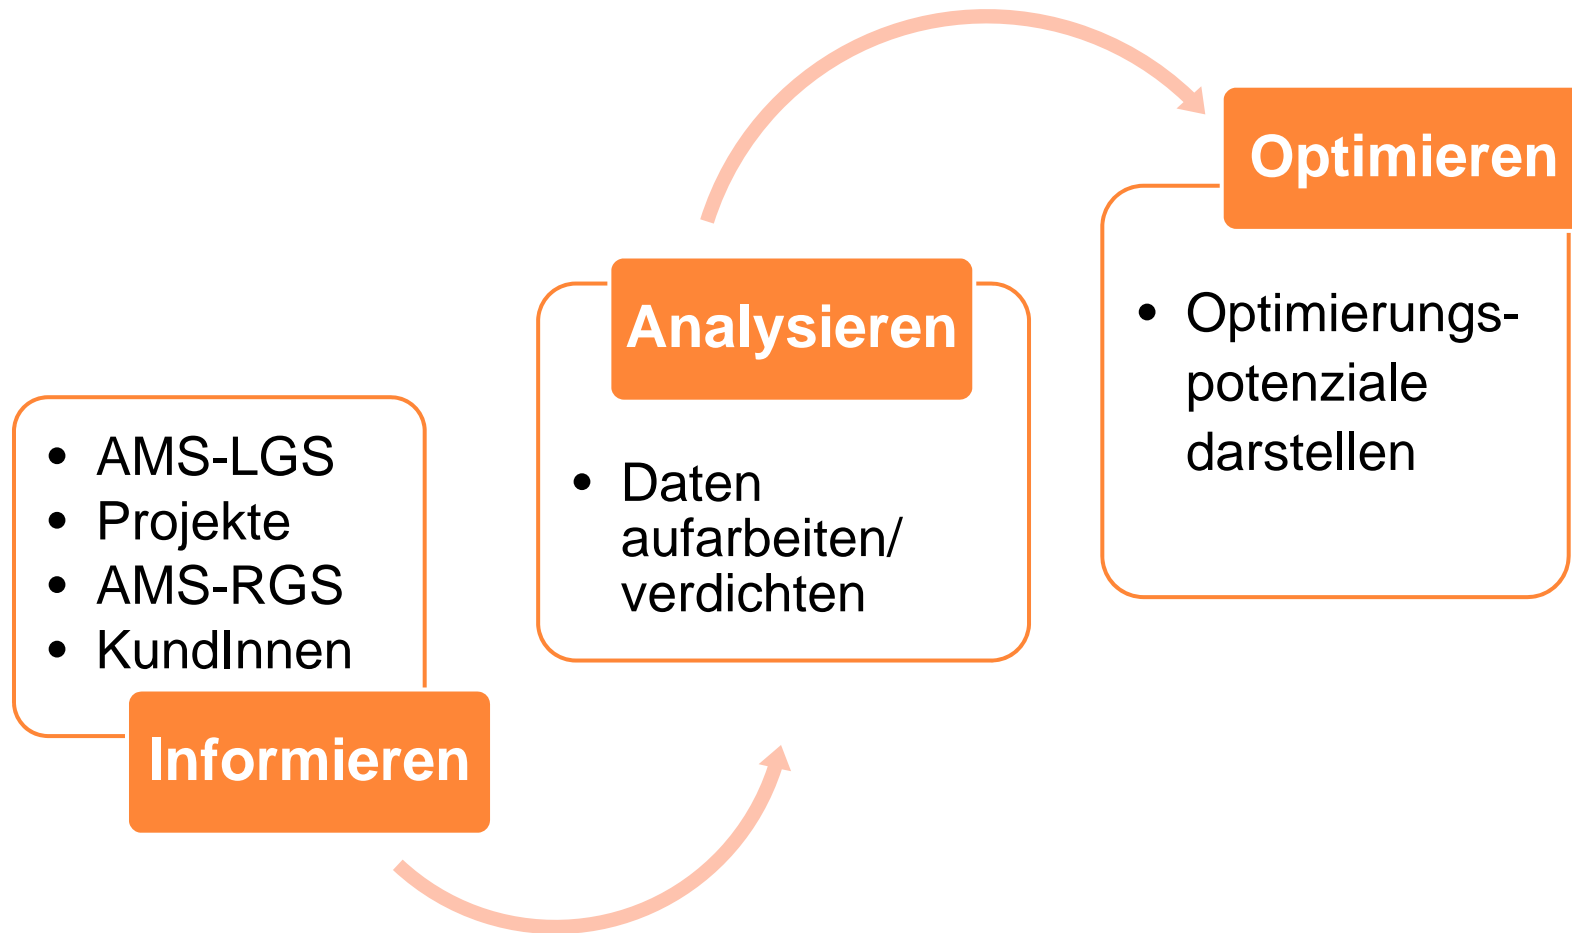 • AMS-LGS
• Projekte
• AMS-RGS
• KundInnen
Informieren
Analysieren
• Daten
aufarbeiten/
verdichten
Optimieren
• Optimierungs-
potenziale
darstellen